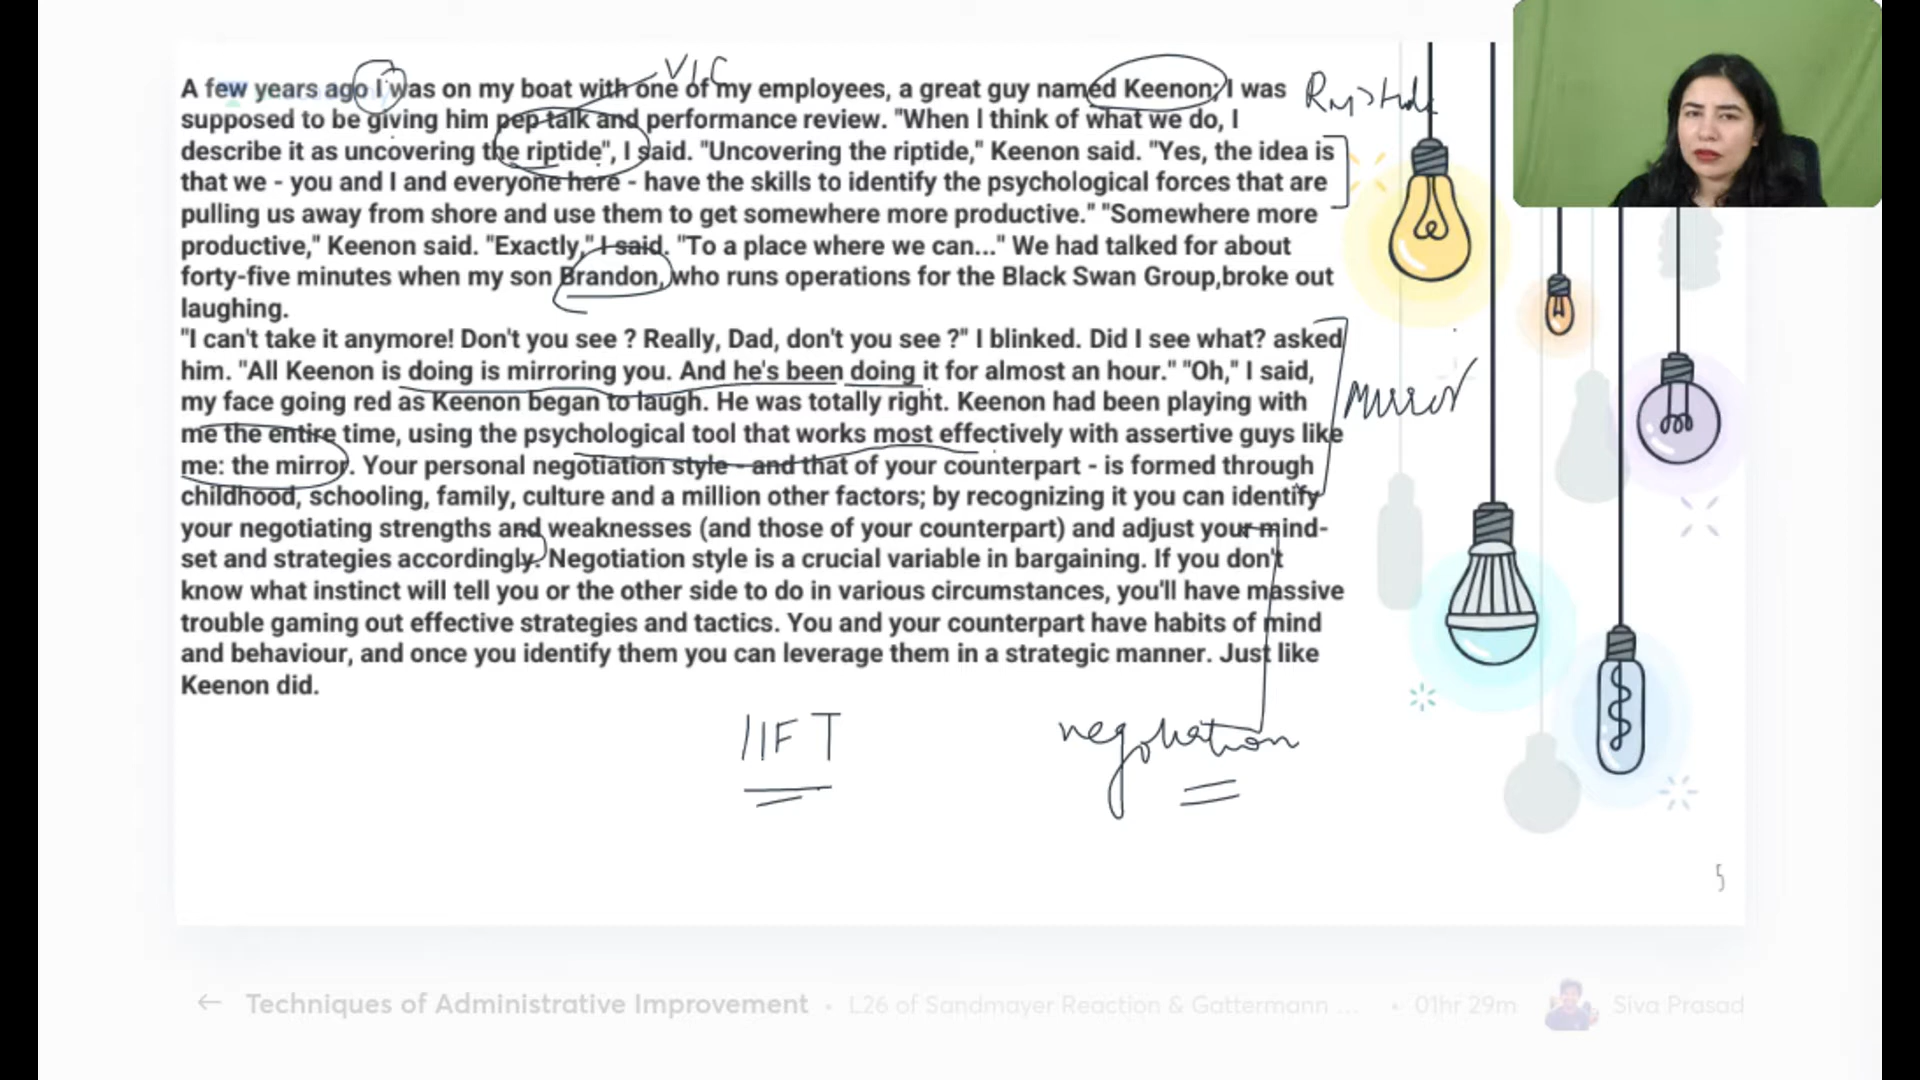 VIC
A few years ago I was on my boat with one of my employees, a great guy named Keenon; I was
Riptide
supposed to be giving him pep talk and performance review. "When I think of what we do, I
describe it as uncovering the riptide", I said. "Uncovering the riptide," Keenon said. "Yes, the idea is
that we - you and I and everyone here - have the skills to identify the psychological forces that are
pulling us away from shore and use them to get somewhere more productive." "Somewhere more
productive," Keenon said. "Exactly," I said. "To a place where we can..." We had talked for about
forty-five minutes when my son Brandon, who runs operations for the Black Swan Group,broke out
laughing.
"I can't take it anymore! Don't you see ? Really, Dad, don't you see ?" I blinked. Did I see what? asked
him. "All Keenon is doing is mirroring you. And he's been doing it for almost an hour." "Oh," I said,
my face going red as Keenon began to laugh. He was totally right. Keenon had been playing with
mirror
me the entire time, using the psychological tool that works most effectively with assertive guys like
me: the mirror. Your personal negotiation style - and that of your counterpart - is formed through
childhood, schooling, family, culture and a million other factors; by recognizing it you can identify
your negotiating strengths and weaknesses (and those of your counterpart) and adjust your mind-
set and strategies accordingly. Negotiation style is a crucial variable in bargaining. If you don't
know what instinct will tell you or the other side to do in various circumstances, you'll have massive
trouble gaming out effective strategies and tactics. You and your counterpart have habits of mind
and behaviour, and once you identify them you can leverage them in a strategic manner. Just like
Keenon did.
IIFT
negotiation
5
← Techniques of Administrative Improvement • L26 of Sandmayer Reaction & Gattermann ... • 01hr 29m Siva Prasad